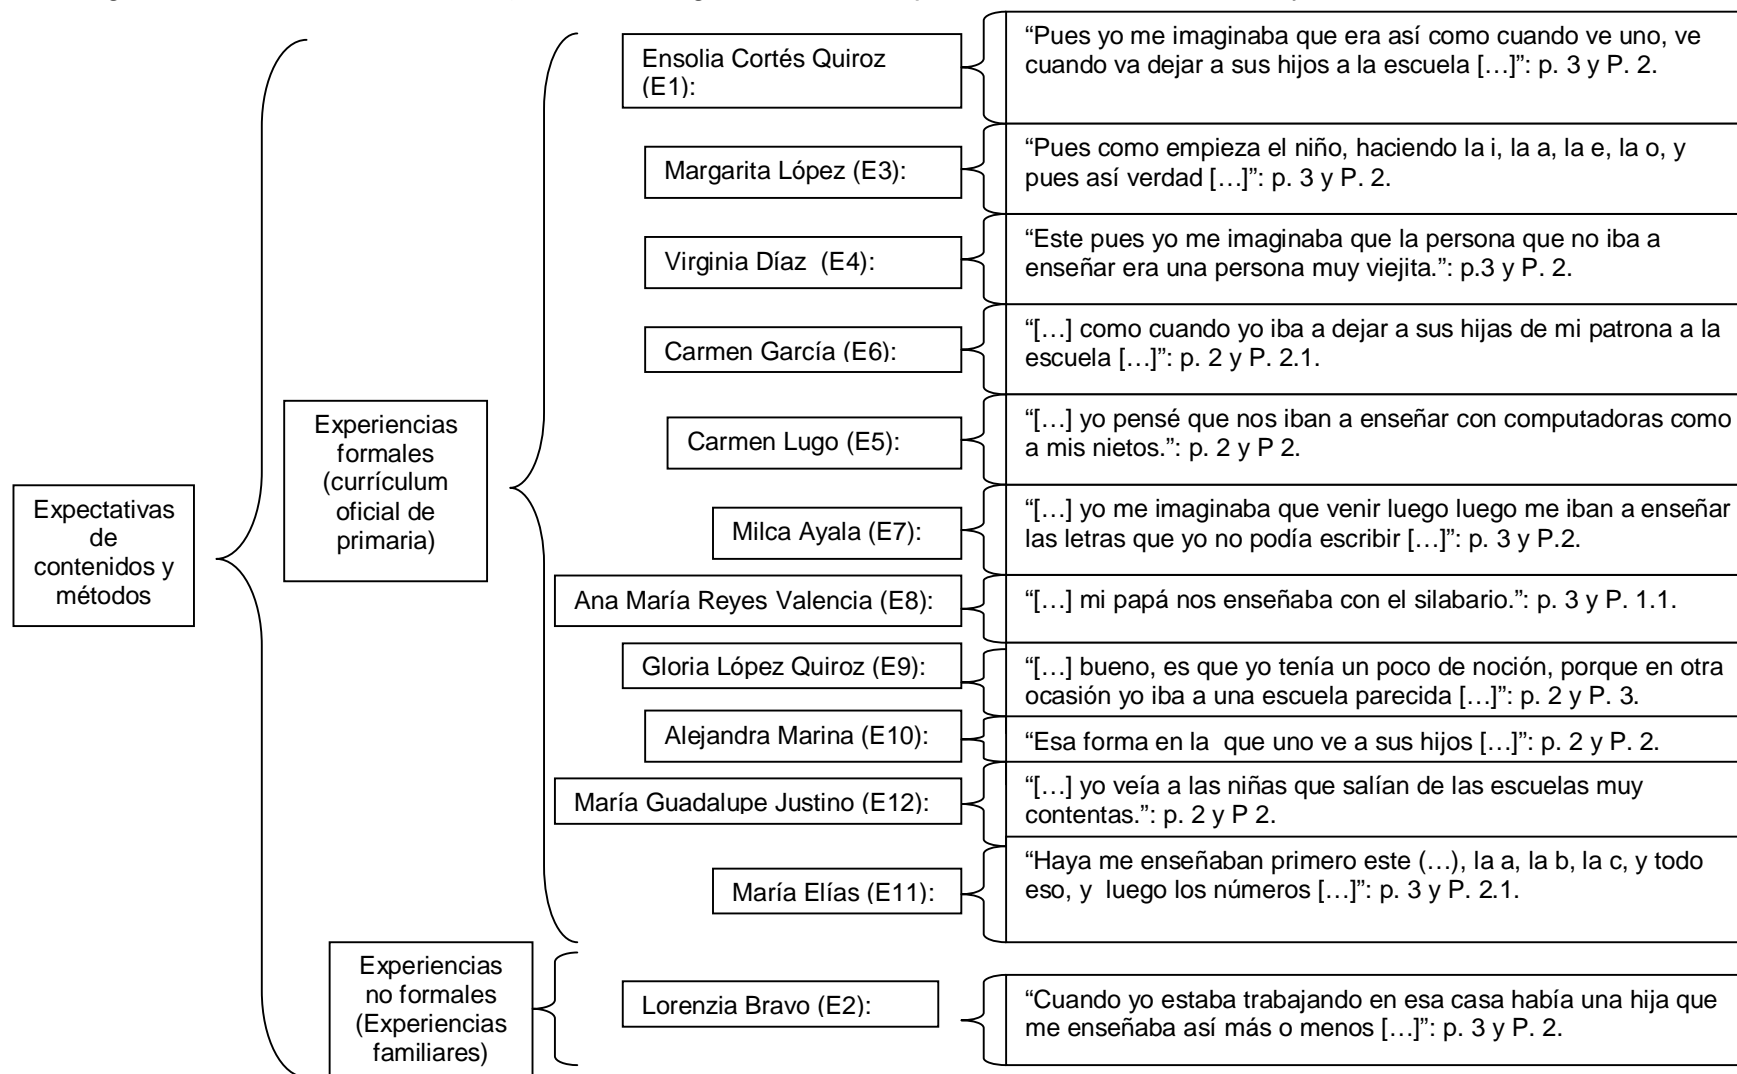 Expectativas
de
contenidos y
métodos
Experiencias
formales
(currículum
oficial de
primaria)
Ensolia Cortés Quiroz
(E1):
“Pues yo me imaginaba que era así como cuando ve uno, ve
cuando va dejar a sus hijos a la escuela […]”: p. 3 y P. 2.
Margarita López (E3):
“Pues como empieza el niño, haciendo la i, la a, la e, la o, y
pues así verdad […]”: p. 3 y P. 2.
Virginia Díaz (E4):
“Este pues yo me imaginaba que la persona que no iba a
enseñar era una persona muy viejita.”: p.3 y P. 2.
Carmen García (E6):
“[…] como cuando yo iba a dejar a sus hijas de mi patrona a la
escuela […]”: p. 2 y P. 2.1.
Carmen Lugo (E5):
“[…] yo pensé que nos iban a enseñar con computadoras como
a mis nietos.”: p. 2 y P 2.
Milca Ayala (E7):
“[…] yo me imaginaba que venir luego luego me iban a enseñar
las letras que yo no podía escribir […]”: p. 3 y P.2.
Ana María Reyes Valencia (E8):
“[…] mi papá nos enseñaba con el silabario.”: p. 3 y P. 1.1.
Gloria López Quiroz (E9):
“[…] bueno, es que yo tenía un poco de noción, porque en otra
ocasión yo iba a una escuela parecida […]”: p. 2 y P. 3.
Alejandra Marina (E10):
“Esa forma en la que uno ve a sus hijos […]”: p. 2 y P. 2.
María Guadalupe Justino (E12):
“[…] yo veía a las niñas que salían de las escuelas muy
contentas.”: p. 2 y P 2.
María Elías (E11):
“Haya me enseñaban primero este (…), la a, la b, la c, y todo
eso, y luego los números […]”: p. 3 y P. 2.1.
Experiencias
no formales
(Experiencias
familiares)
Lorenzia Bravo (E2):
“Cuando yo estaba trabajando en esa casa había una hija que
me enseñaba así más o menos […]”: p. 3 y P. 2.